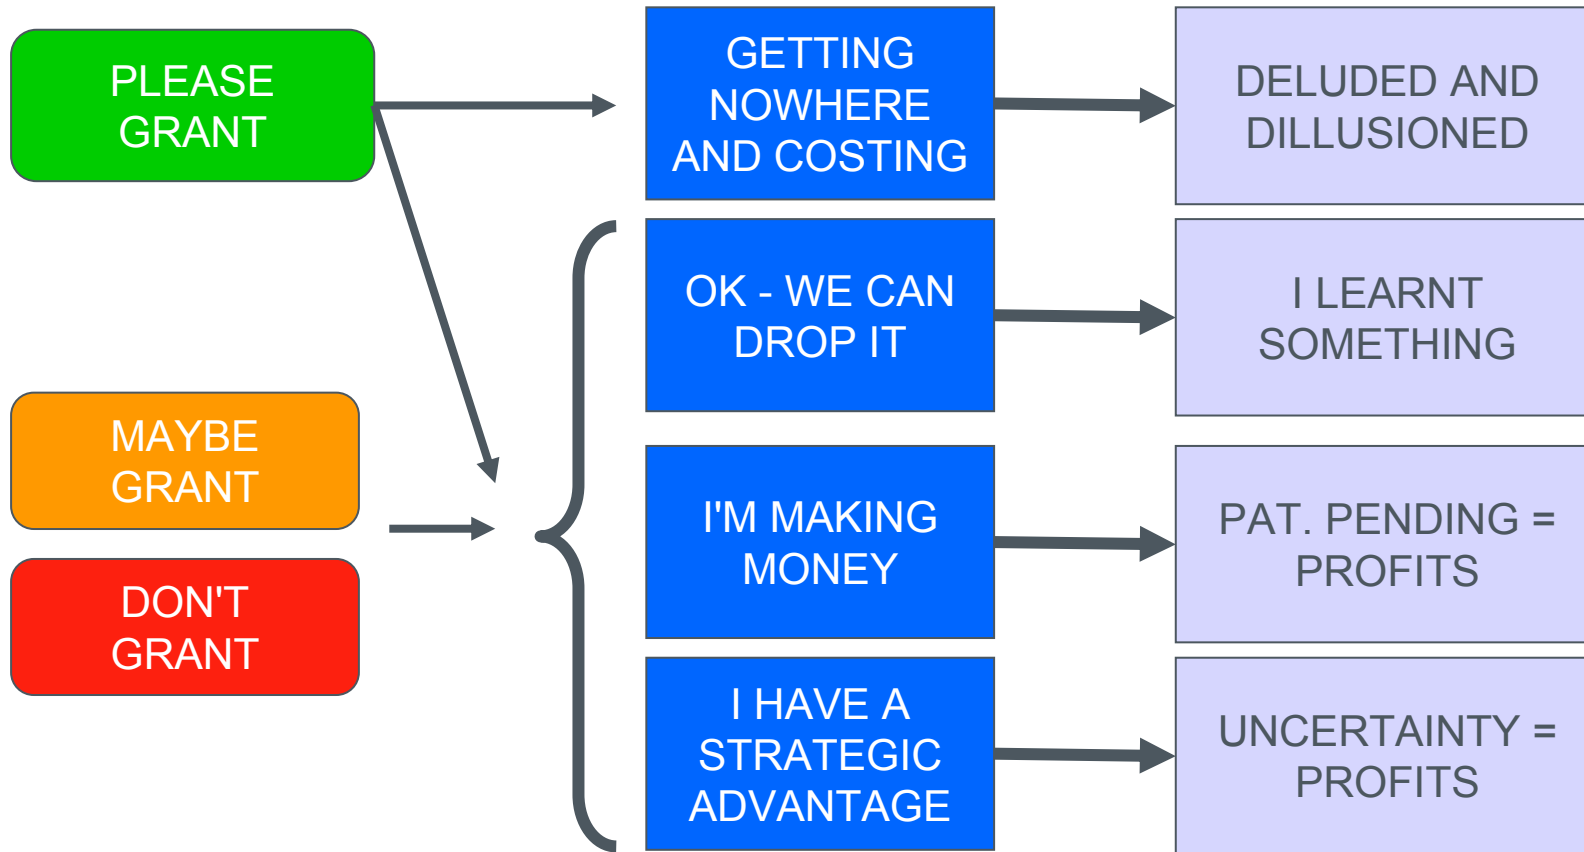 PLEASE
GRANT
GETTING
NOWHERE
AND COSTING
DELUDED AND
DILLUSIONED
OK - WE CAN
DROP IT
I LEARNT
SOMETHING
MAYBE
GRANT
I'M MAKING
MONEY
PAT. PENDING =
PROFITS
DON'T
GRANT
I HAVE A
STRATEGIC
ADVANTAGE
UNCERTAINTY =
PROFITS